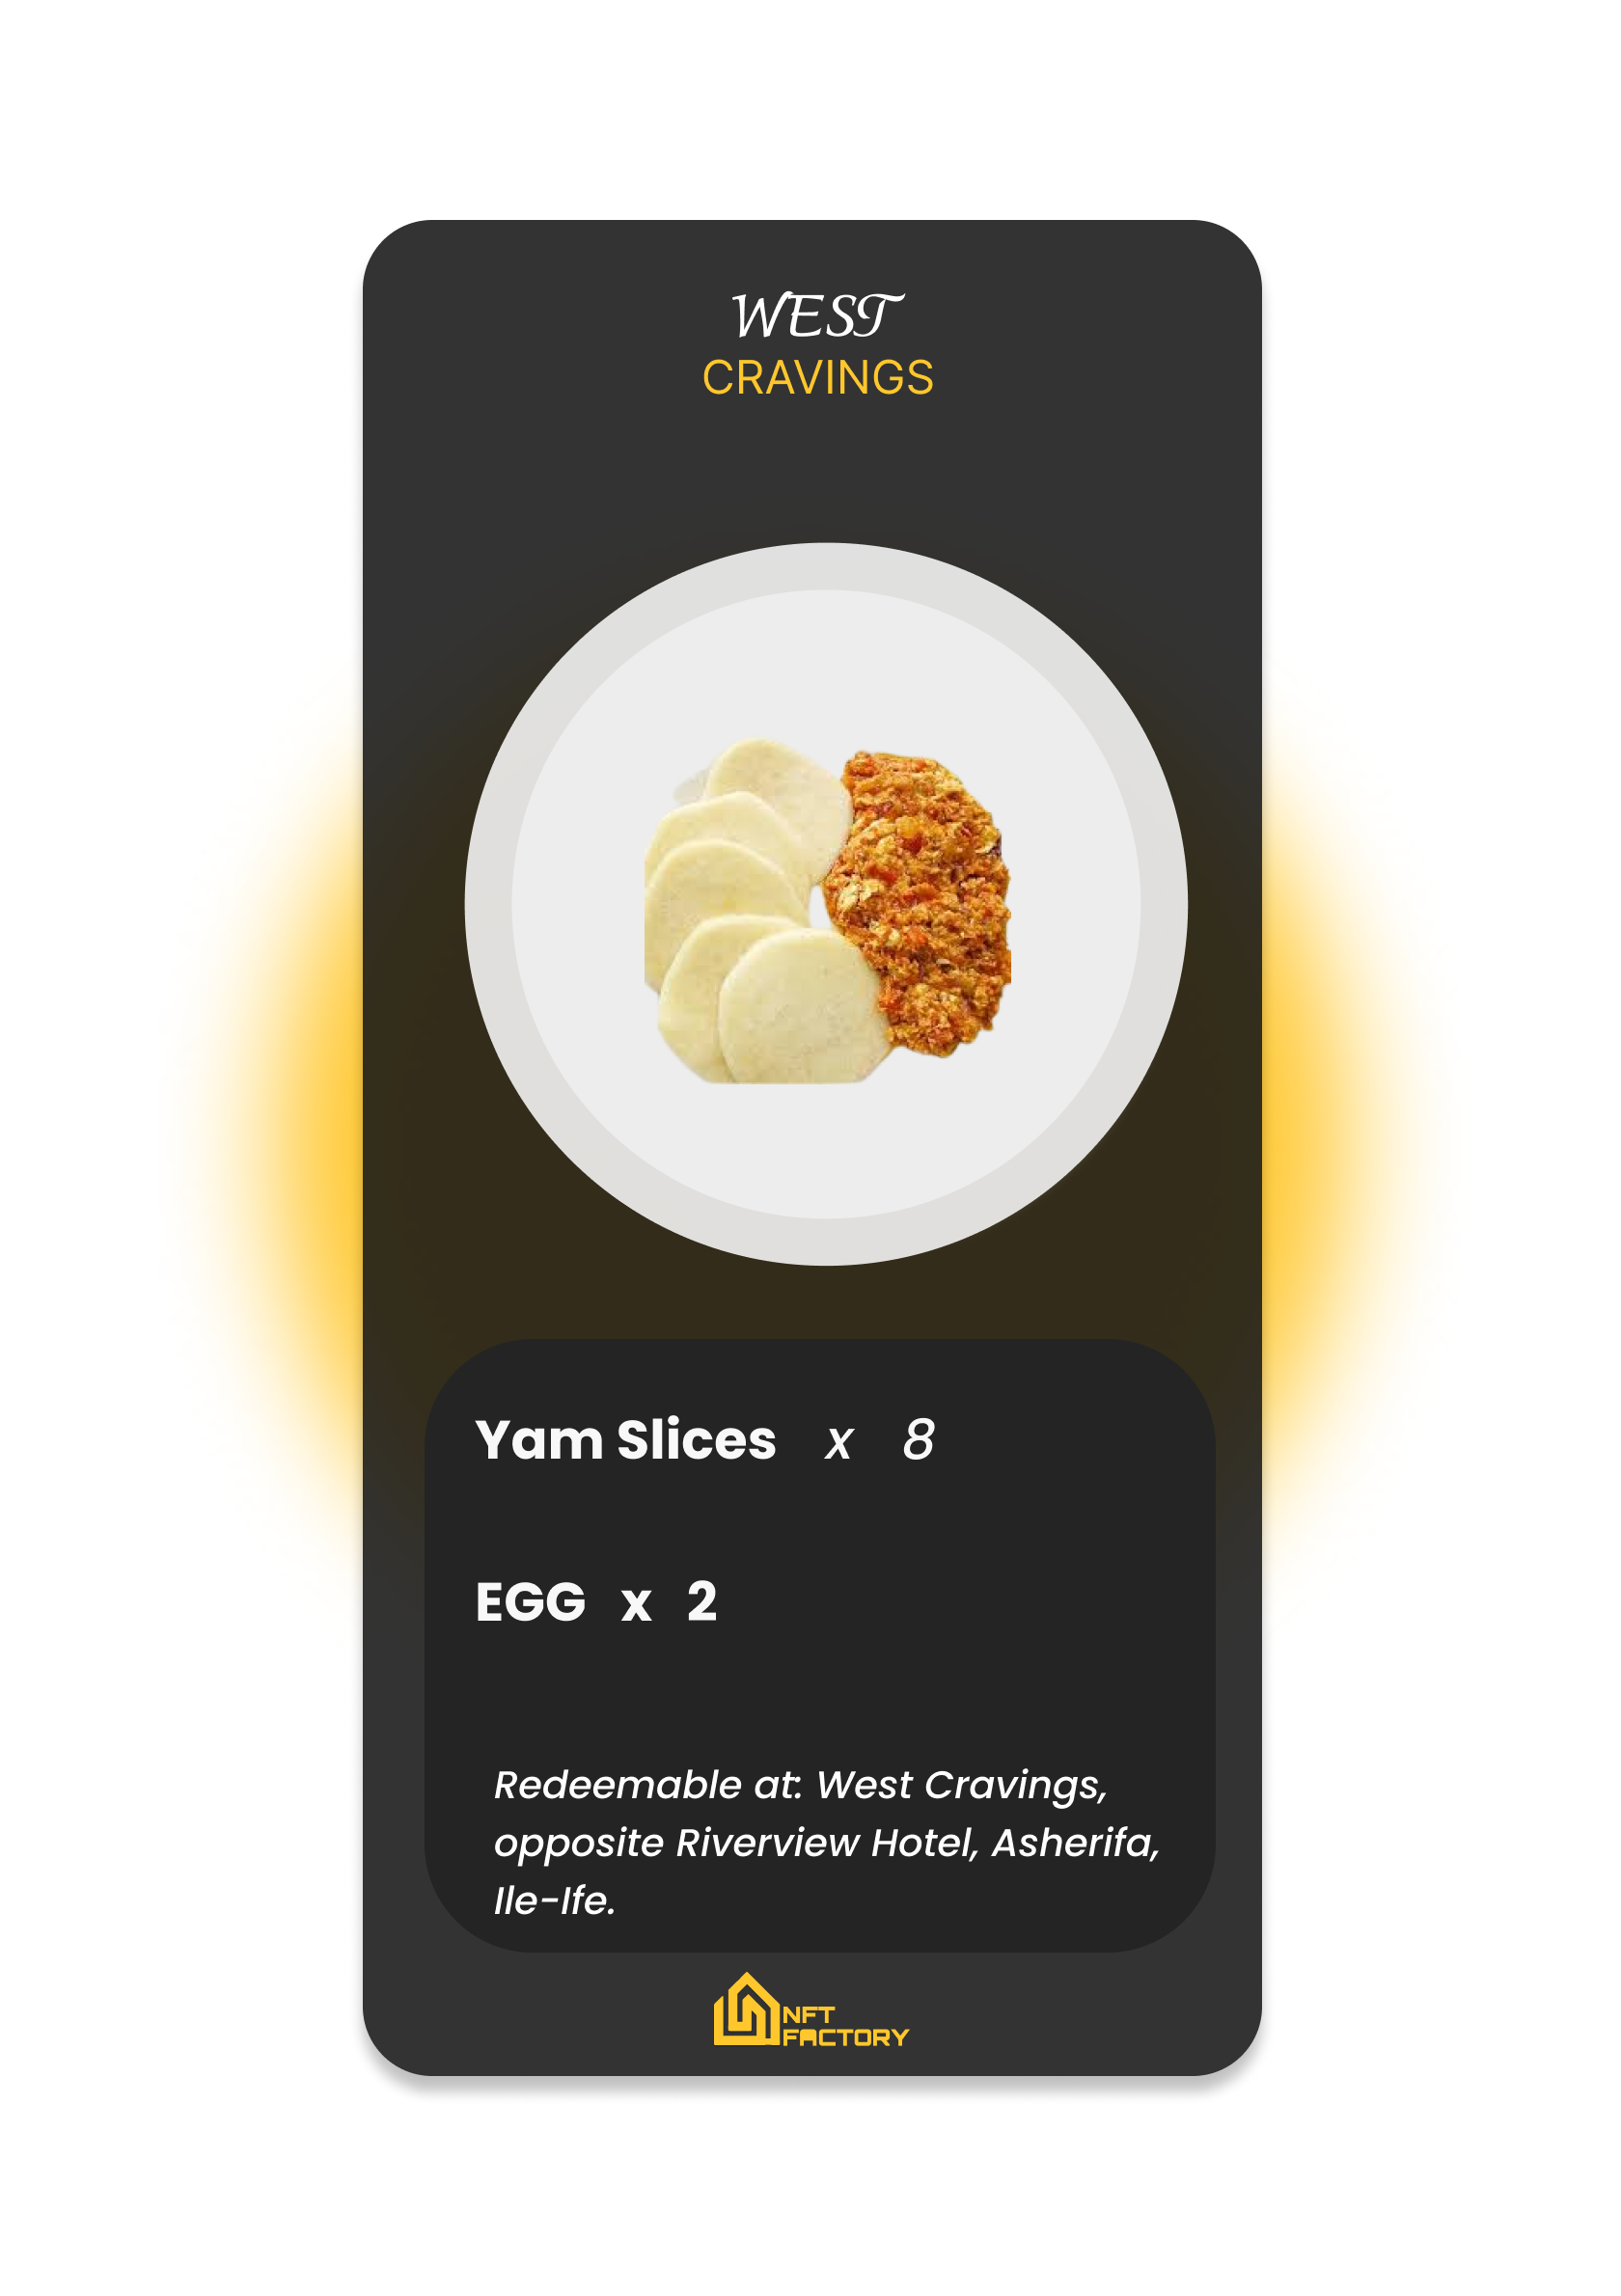 WEST
CRAVINGS
Yam Slices x 8
EGG x 2
Redeemable at: West Cravings,
opposite Riverview Hotel, Asherifa,
Ile-Ife.
NFT
FACTORY